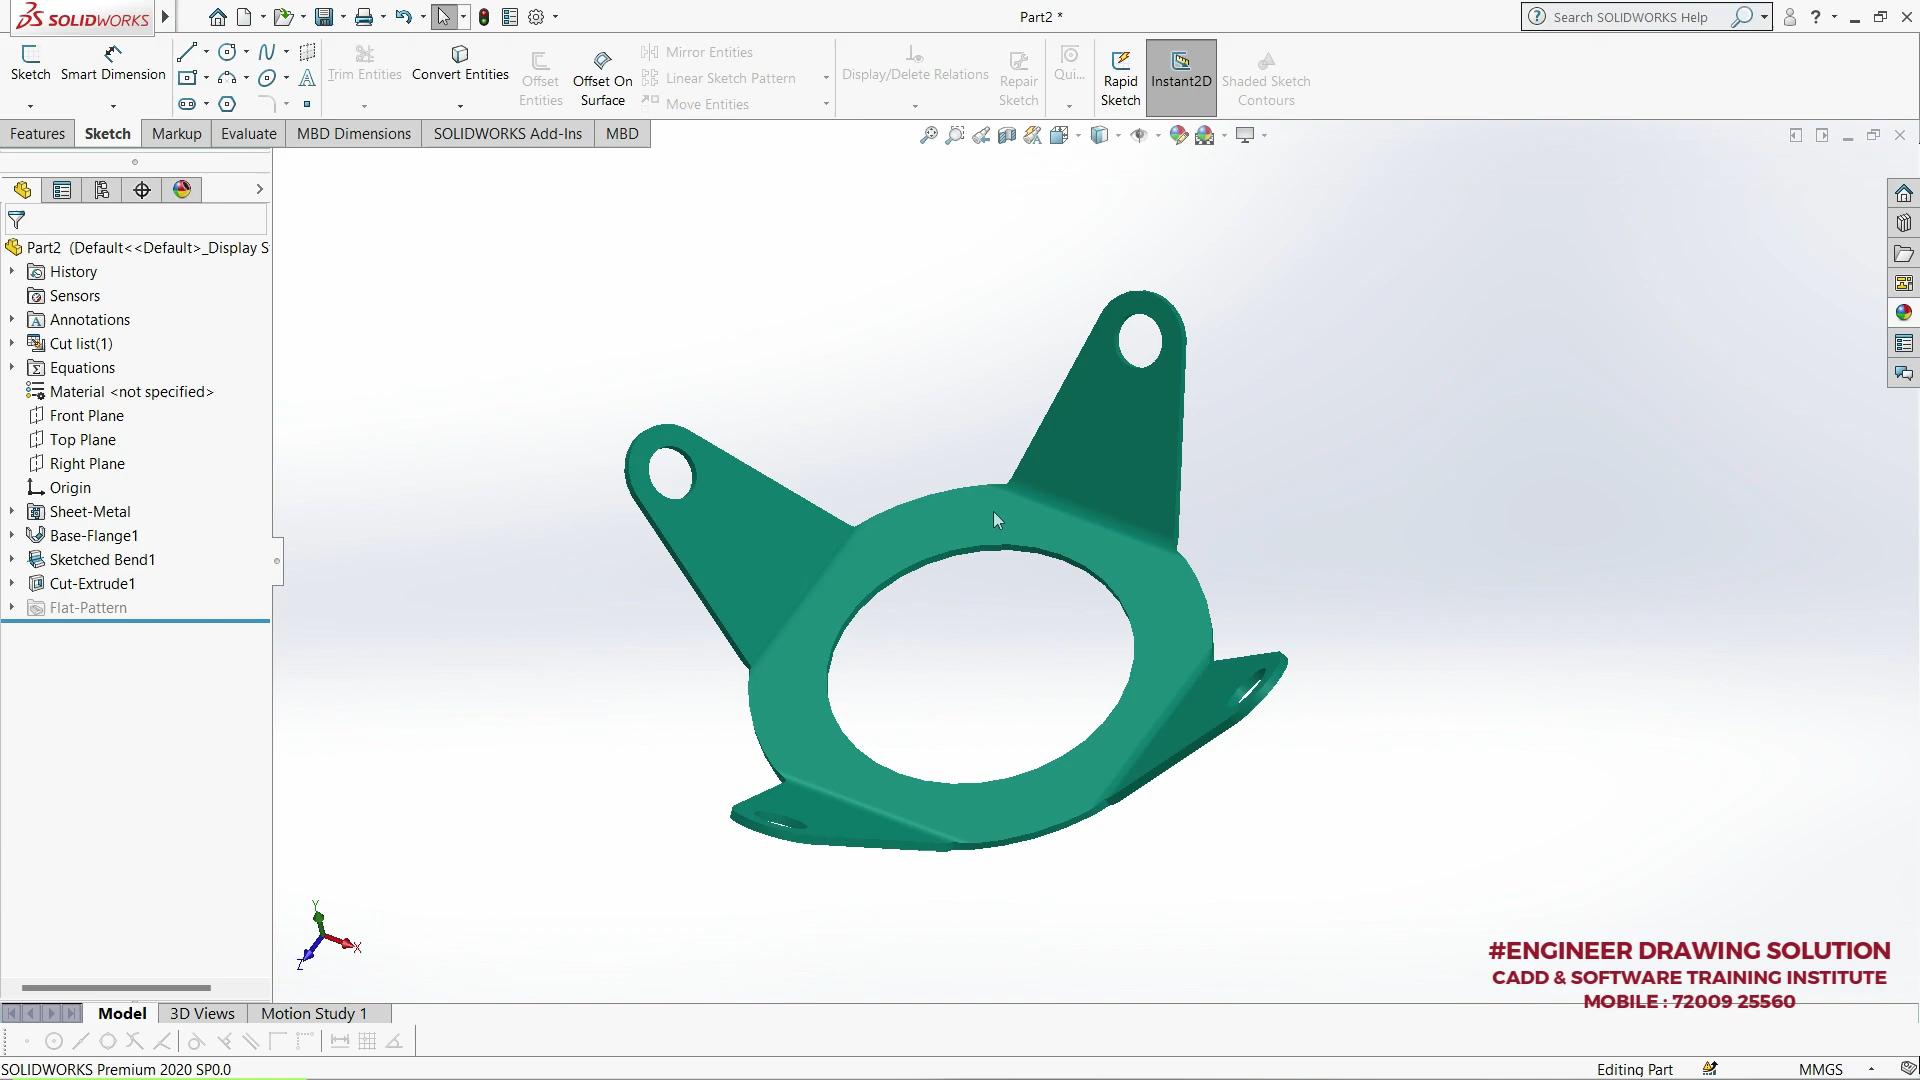 SOLIDWORKS
Part2 *
Search SOLIDWORKS Help
Sketch
Smart Dimension
Trim Entities
Convert Entities
Offset
Entities
Offset On
Surface
Mirror Entities
Linear Sketch Pattern
Move Entities
Display/Delete Relations
Repair
Sketch
Qui...
Rapid
Sketch
Instant2D
Shaded Sketch
Contours
Features
Sketch
Markup
Evaluate
MBD Dimensions
SOLIDWORKS Add-Ins
MBD
Part2 (Default<<Default>_Display S
History
Sensors
Annotations
Cut list(1)
Equations
Material <not specified>
Front Plane
Top Plane
Right Plane
Origin
Sheet-Metal
Base-Flange1
Sketched Bend1
Cut-Extrude1
Flat-Pattern
Y
X
Z
#ENGINEER DRAWING SOLUTION
CADD & SOFTWARE TRAINING INSTITUTE
MOBILE : 72009 25560
Model
3D Views
Motion Study 1
SOLIDWORKS Premium 2020 SP0.0
Editing Part
MMGS